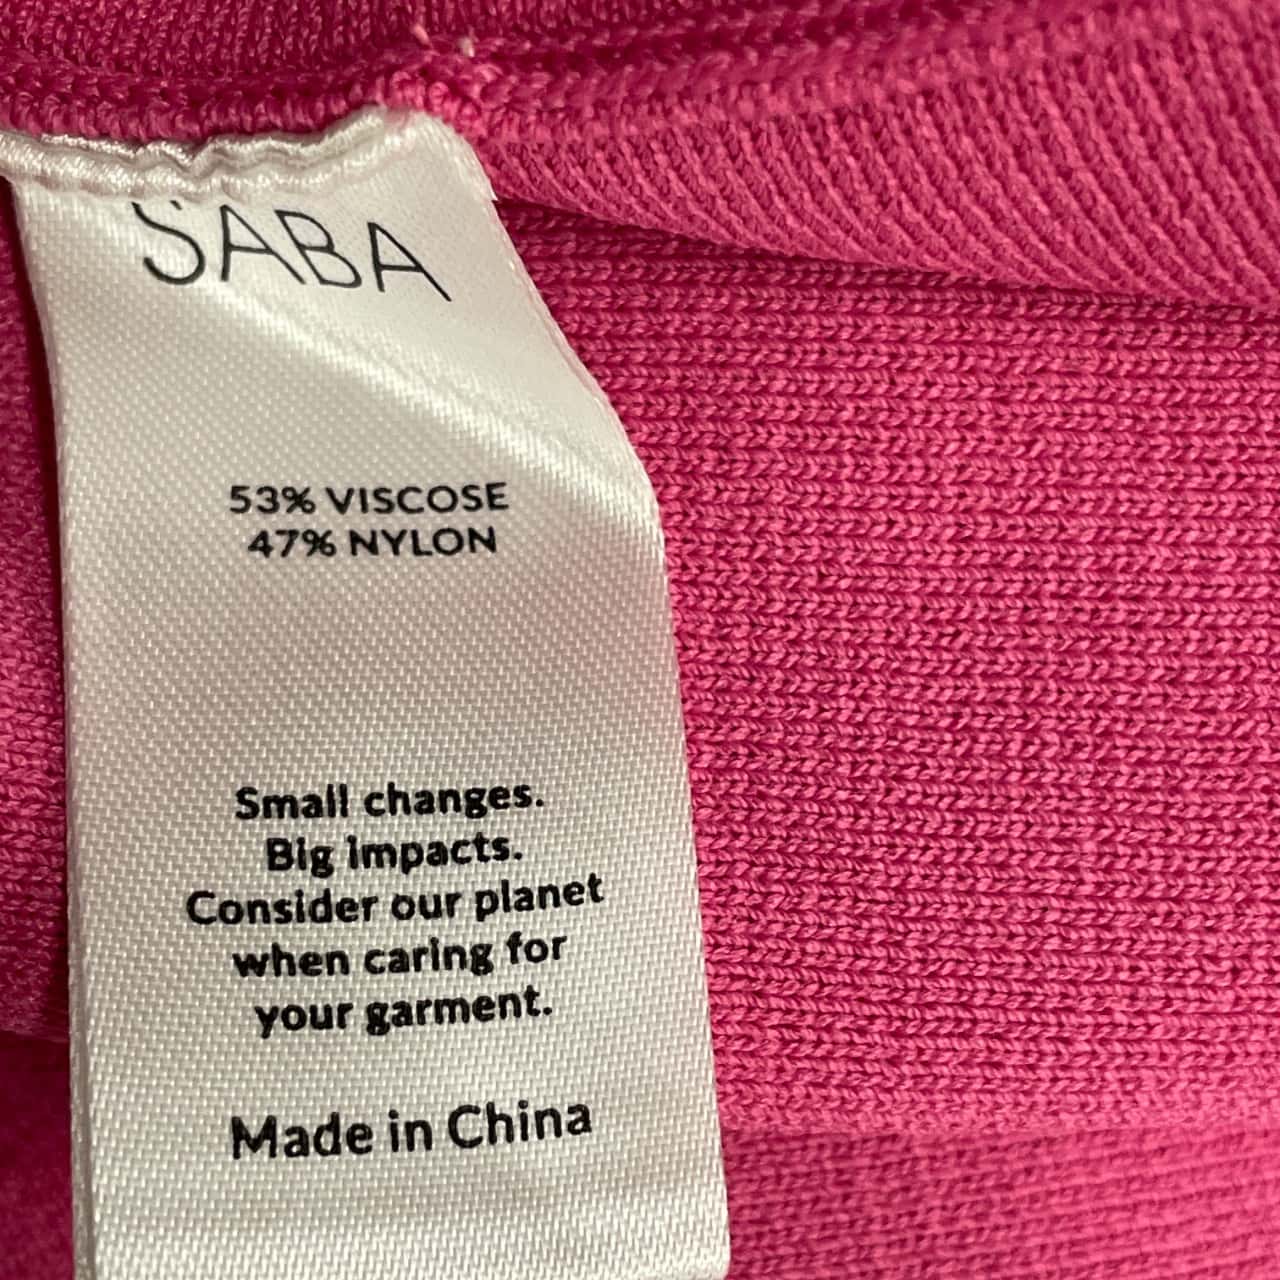 SABA
53% VISCOSE
47% NYLON
Small changes.
Big impacts.
Consider our planet
when caring for
your garment.
Made in China